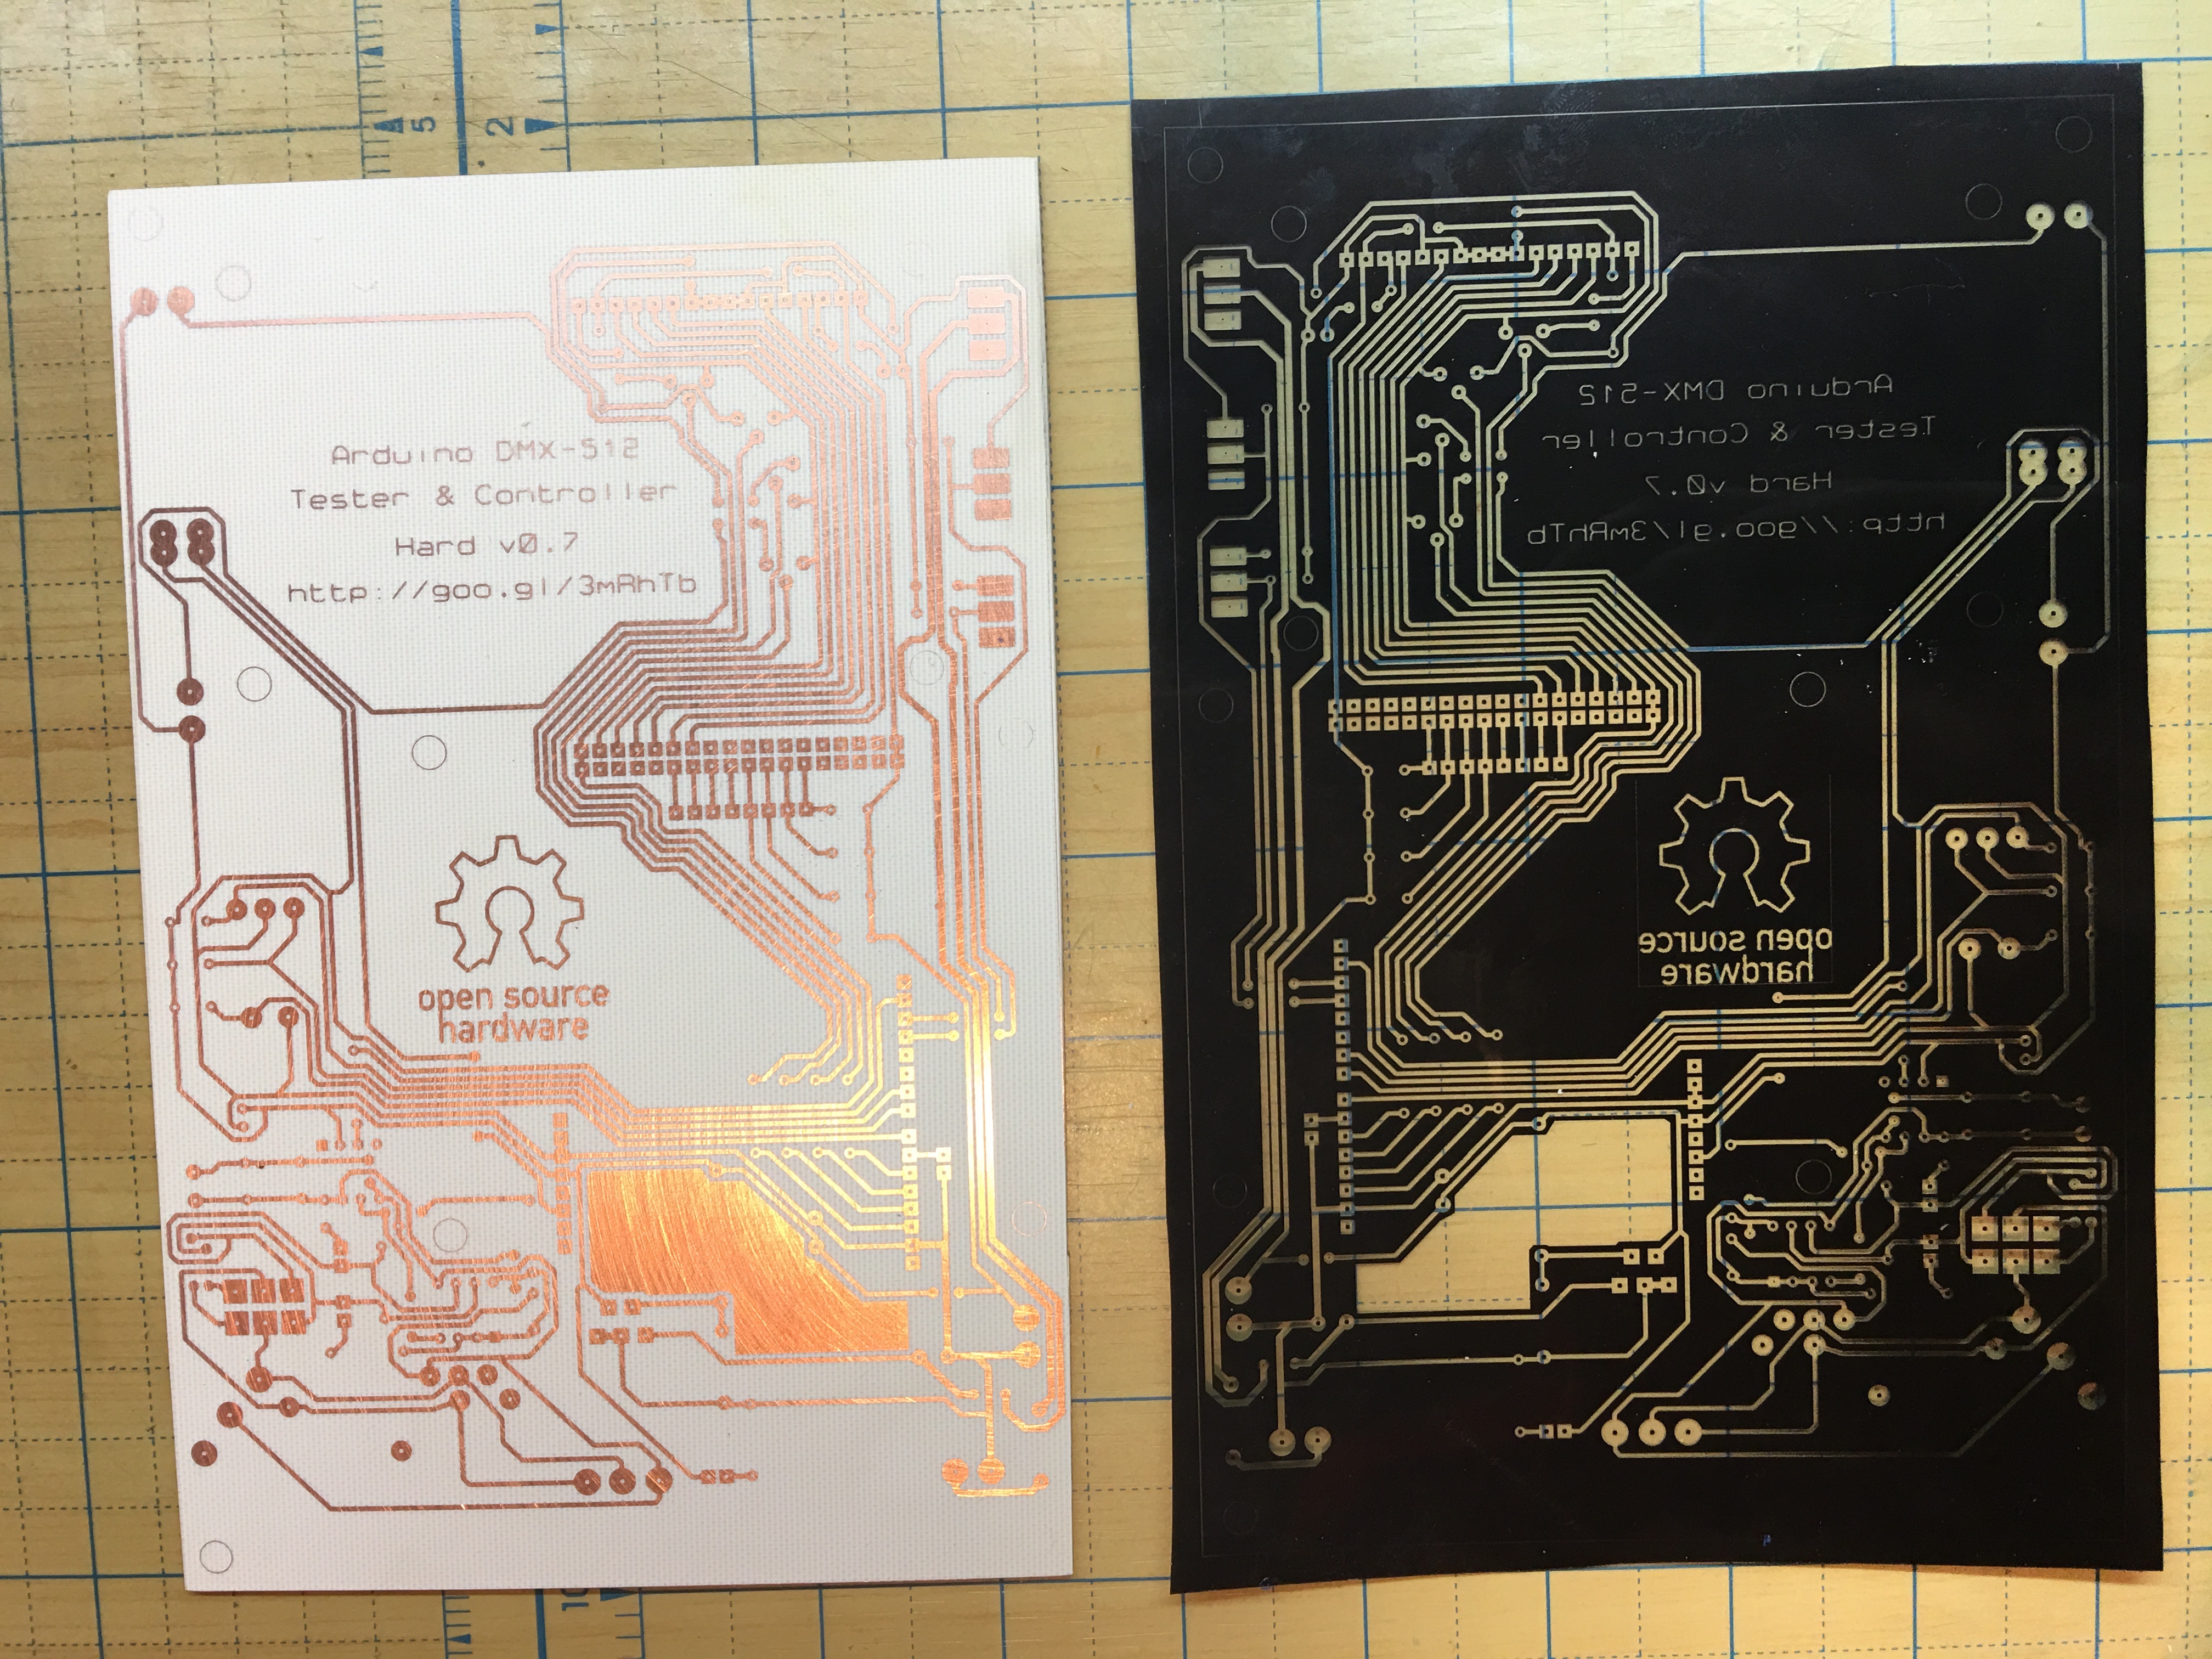 5
2
Arduino DMX-512
Tester & Controller
Hard v0.7
http://goo.gl/3mRhTb
open source
hardware
10
Arduino DMX-512
Tester & Controller
Hard v0.7
http://goo.gl/3mRhTb
open source
hardware